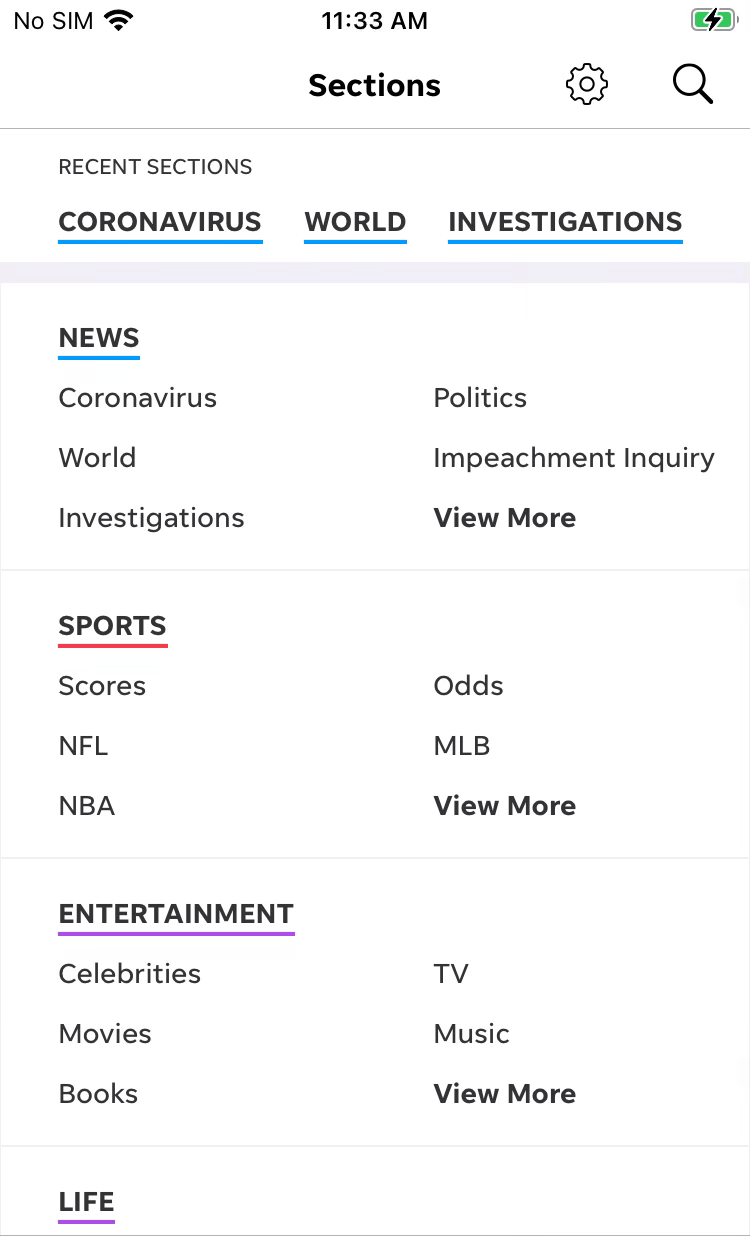 No SIM 11:33 AM
Sections
RECENT SECTIONS
CORONAVIRUS WORLD INVESTIGATIONS
NEWS
Coronavirus Politics
World Impeachment Inquiry
Investigations View More
SPORTS
Scores Odds
NFL MLB
NBA View More
ENTERTAINMENT
Celebrities TV
Movies Music
Books View More
LIFE